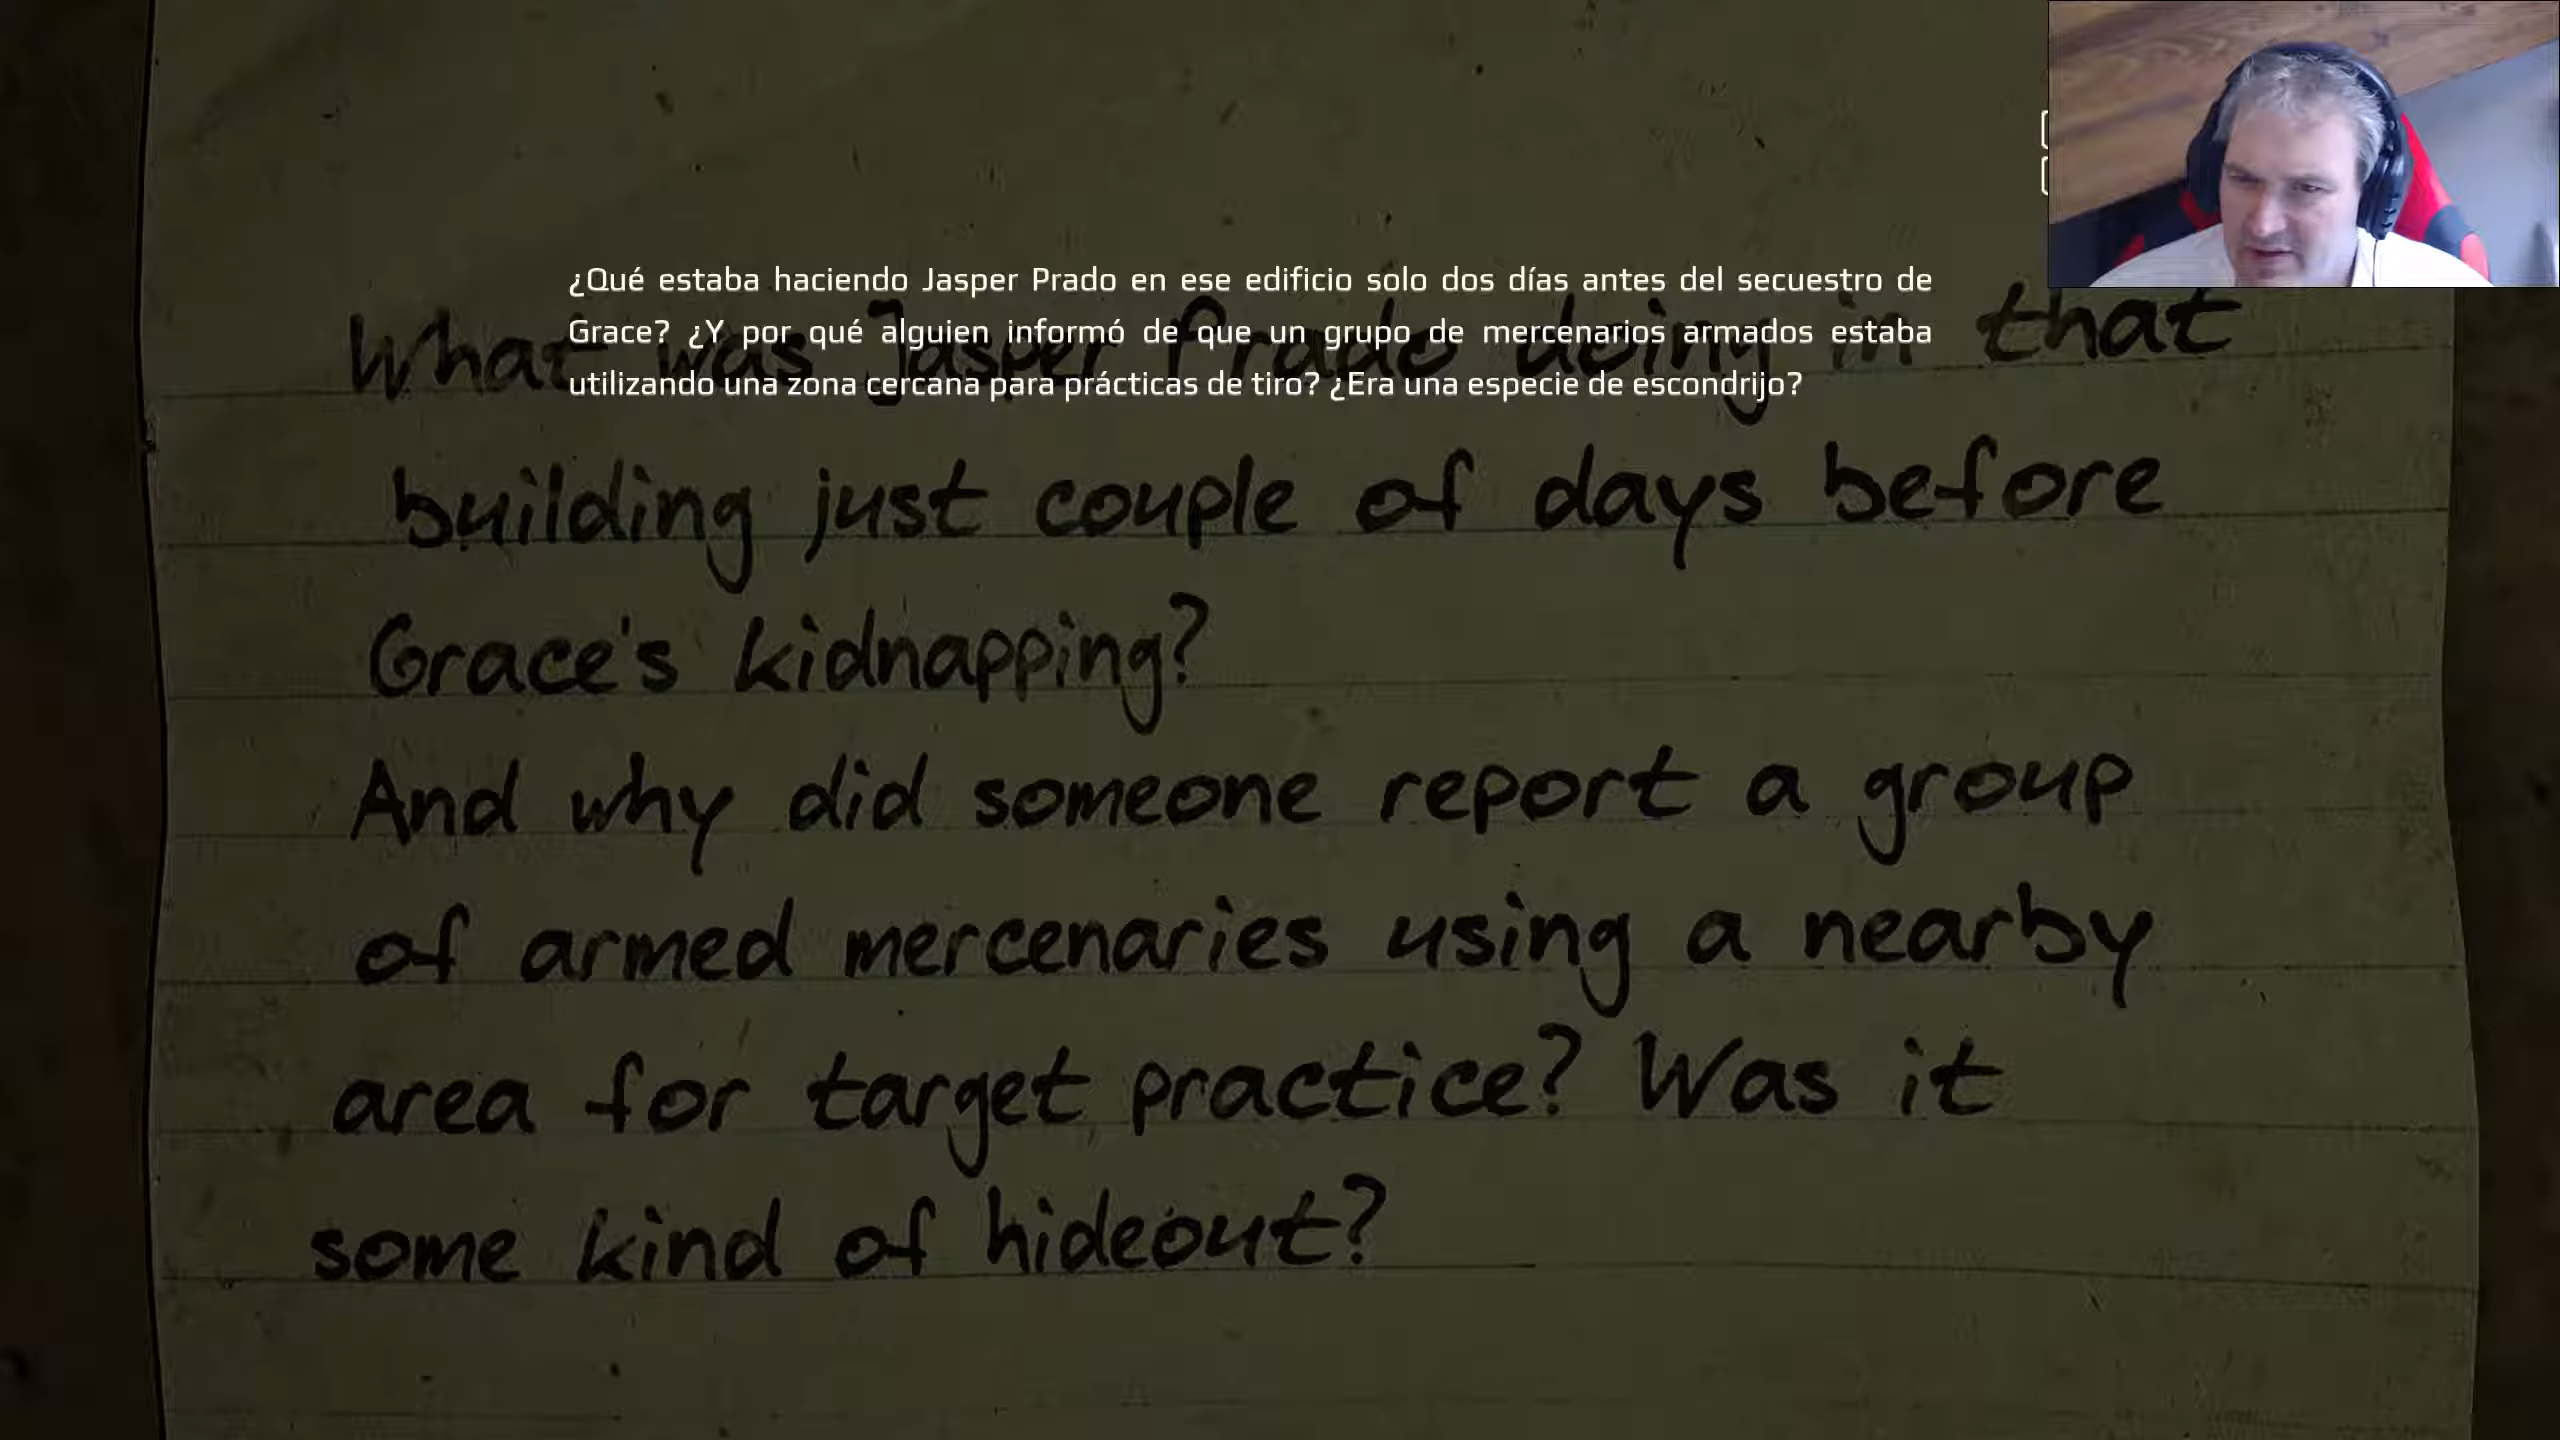 ¿Qué estaba haciendo Jasper Prado en ese edificio solo dos días antes del secuestro de
Grace? ¿Y por qué alguien informó de que un grupo de mercenarios armados estaba
utilizando una zona cercana para prácticas de tiro? ¿Era una especie de escondrijo?
What was Jasper Prado doing in that
building just couple of days before
Grace's kidnapping?
And why did someone report a group
of armed mercenaries using a nearby
area for target practice? Was it
some kind of hideout?